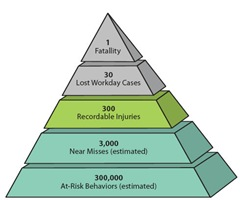 1
Fatallity
30
Lost Workday Cases
300
Recordable Injuries
3,000
Near Misses (estimated)
300,000
At-Risk Behaviors (estimated)